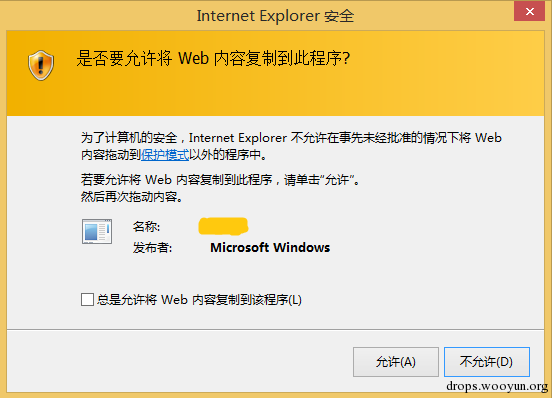 Internet Explorer 安全
是否要允许将 Web 内容复制到此程序?
为了计算机的安全，Internet Explorer 不允许在事先未经批准的情况下将 Web
内容拖动到保护模式以外的程序中。
若要允许将 Web 内容复制到此程序，请单击“允许”。
然后再次拖动内容。
名称:
发布者: Microsoft Windows
总是允许将 Web 内容复制到该程序(L)
允许(A) 不允许(D)
drops.wooyun.org